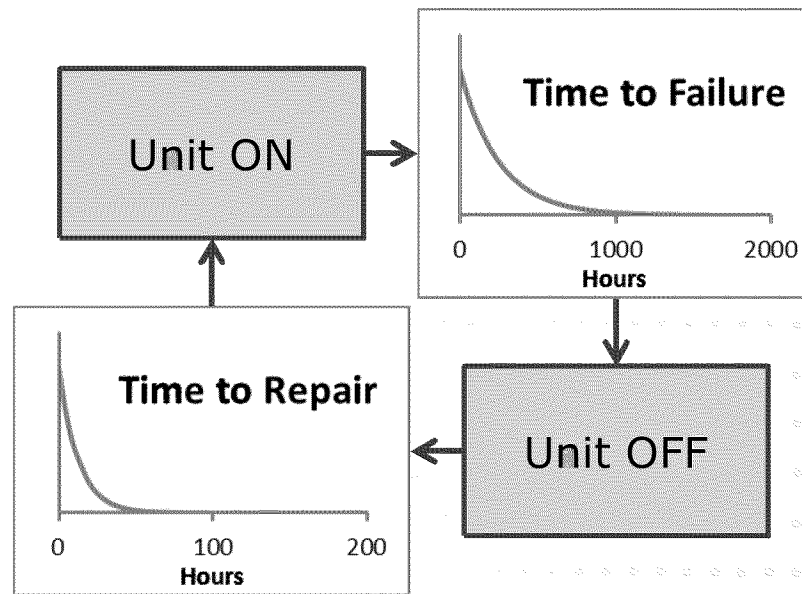 Unit ON
Time to Failure
0 1000 2000
Hours
Time to Repair
0 100 200
Hours
Unit OFF